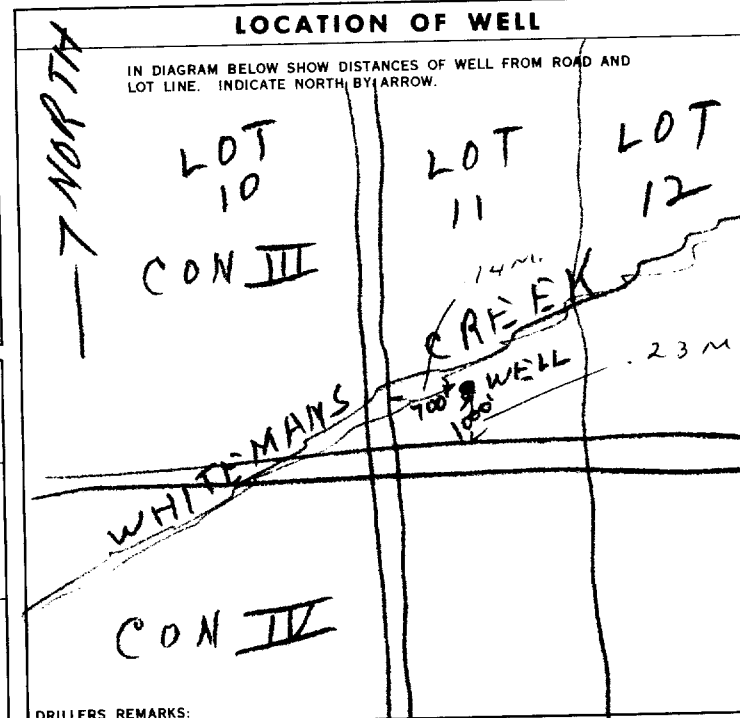 LOCATION OF WELL
IN DIAGRAM BELOW SHOW DISTANCES OF WELL FROM ROAD AND
LOT LINE. INDICATE NORTH BY ARROW.
NORTH
LOT
10
LOT
11
LOT
12
CON III
.14 M.
CREEK
.23 M
WELL
700'
1000'
WHITEMANS
CON IV
DRILLERS REMARKS: